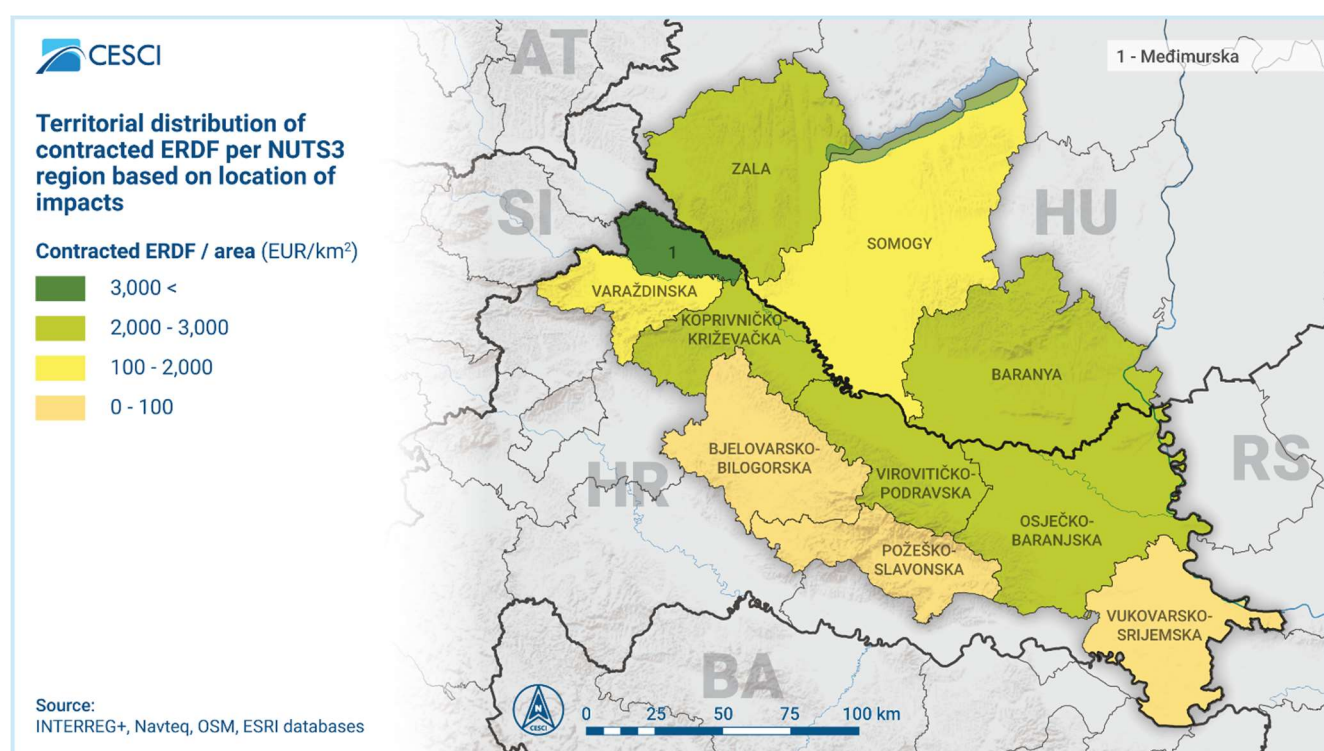 CESCI
Territorial distribution of
contracted ERDF per NUTS3
region based on location of
impacts
Contracted ERDF / area (EUR/km²)
3,000 <
2,000 - 3,000
100 - 2,000
0 - 100
Source:
INTERREG+, Navteq, OSM, ESRI databases
1 - Međimurska
AT
SI
HU
HR
RS
BA
ZALA
SOMOGY
1
VARAŽDINSKA
KOPRIVNIČKO-
KRIŽEVAČKA
BARANYA
BJELOVARSKO-
BILOGORSKA
VIROVITIČKO-
PODRAVSKA
OSJEČKO-
BARANJSKA
POŽEŠKO-
SLAVONSKA
VUKOVARSKO-
SRIJEMSKA
CESCI
0 25 50 75 100 km